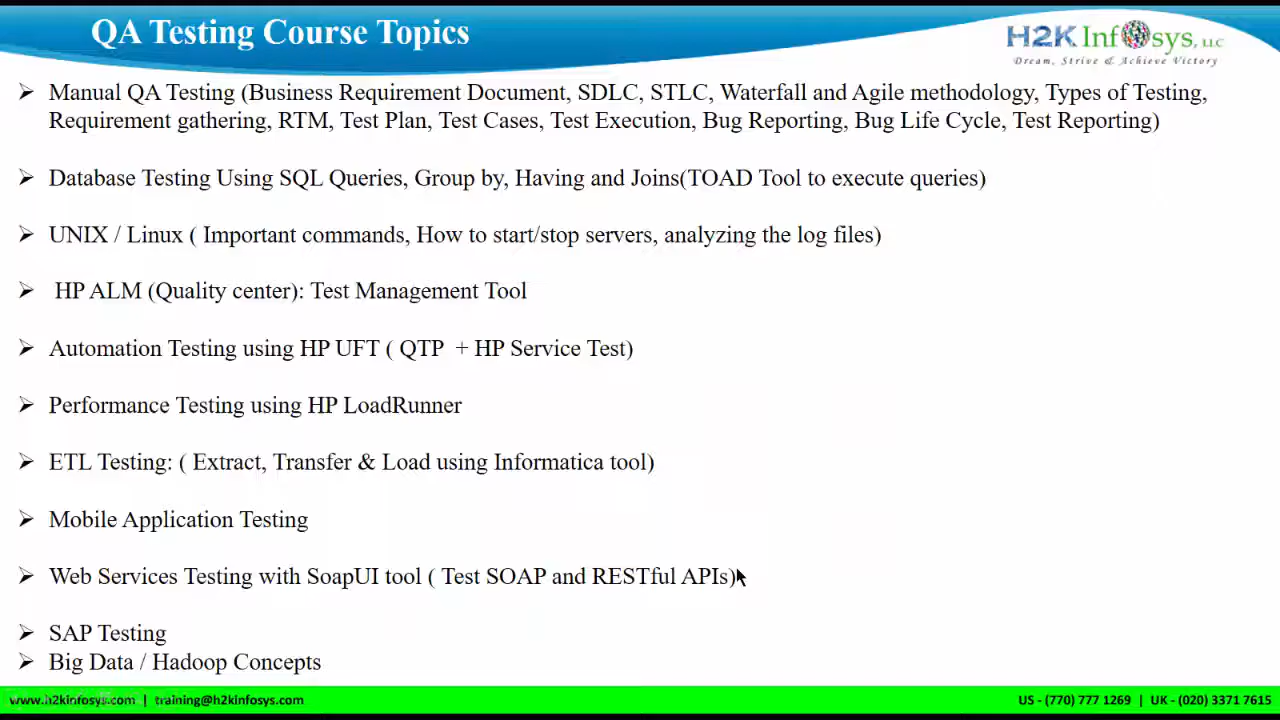 QA Testing Course Topics
H2K Infosys, LLC
Dream, Strive & Achieve Victory
Manual QA Testing (Business Requirement Document, SDLC, STLC, Waterfall and Agile methodology, Types of Testing,
Requirement gathering, RTM, Test Plan, Test Cases, Test Execution, Bug Reporting, Bug Life Cycle, Test Reporting)
Database Testing Using SQL Queries, Group by, Having and Joins(TOAD Tool to execute queries)
UNIX / Linux ( Important commands, How to start/stop servers, analyzing the log files)
HP ALM (Quality center): Test Management Tool
Automation Testing using HP UFT ( QTP + HP Service Test)
Performance Testing using HP LoadRunner
ETL Testing: ( Extract, Transfer & Load using Informatica tool)
Mobile Application Testing
Web Services Testing with SoapUI tool ( Test SOAP and RESTful APIs)
SAP Testing
Big Data / Hadoop Concepts
www.h2kinfosys.com | training@h2kinfosys.com
US - (770) 777 1269 | UK - (020) 3371 7615